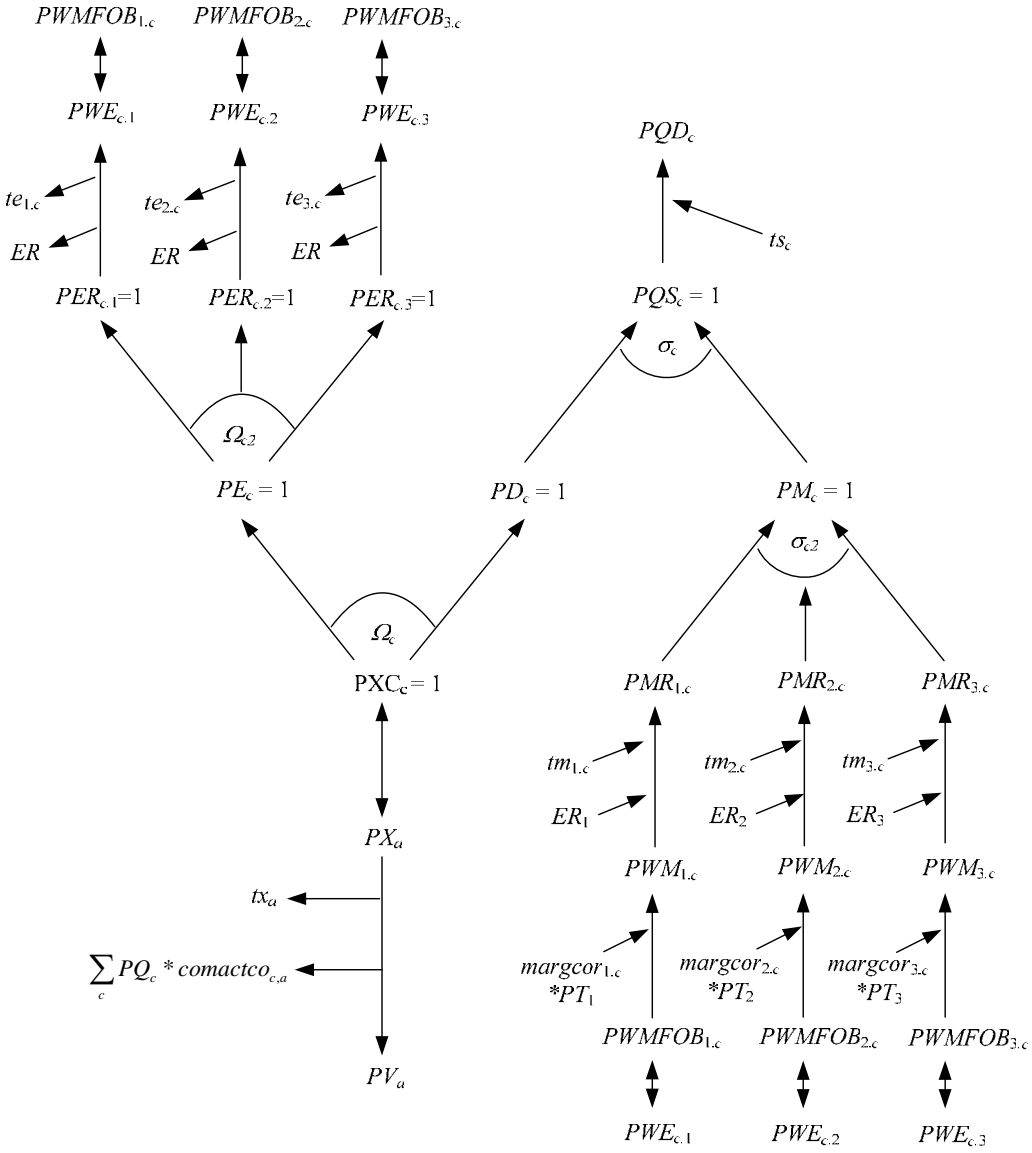 PWMFOB1.c PWMFOB2.c PWMFOB3.c
PWEc.1 PWEc.2 PWEc.3
PQDc
te1.c te2.c te3.c
tsc
ER ER ER
PERc.1=1 PERc.2=1 PERc.3=1
PQSc = 1
σc
Ωc2
PEc = 1 PDc = 1 PMc = 1
σc2
Ωc
PXCc = 1
PMR1.c PMR2.c PMR3.c
tm1.c tm2.c tm3.c
ER1 ER2 ER3
PXa
PWM1.c PWM2.c PWM3.c
txa
∑c PQc * comactcoc,a
margcor1.c margcor2.c margcor3.c
*PT1 *PT2 *PT3
PWMFOB1.c PWMFOB2.c PWMFOB3.c
PVa
PWEc.1 PWEc.2 PWEc.3